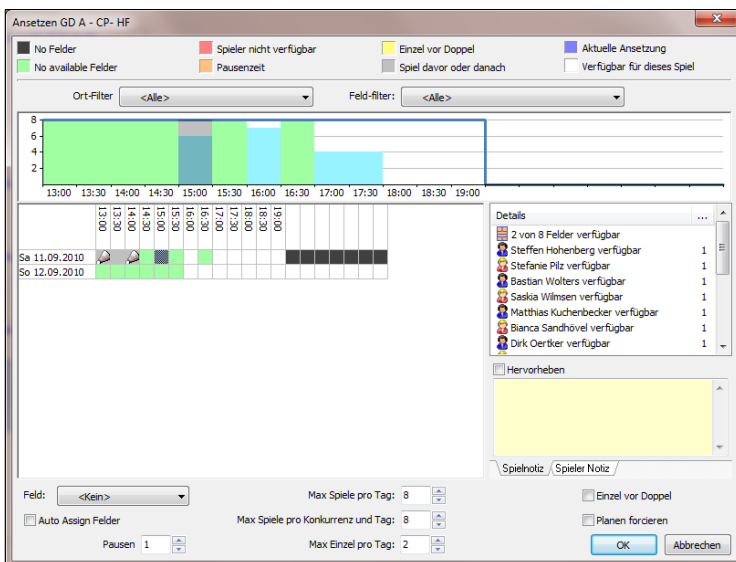 Ansetzen GD A - CP- HF
No Felder
Spieler nicht verfügbar
Einzel vor Doppel
Aktuelle Ansetzung
No available Felder
Pausenzeit
Spiel davor oder danach
Verfügbar für dieses Spiel
Ort-Filter <Alle> Feld-filter: <Alle>
8
6
4
2
13:00 13:30 14:00 14:30 15:00 15:30 16:00 16:30 17:00 17:30 18:00 18:30 19:00
13:00 13:30 14:00 14:30 15:00 15:30 16:00 16:30 17:00 17:30 18:00 18:30 19:00
Sa 11.09.2010
So 12.09.2010
Details ...
2 von 8 Felder verfügbar
Steffen Hohenberg verfügbar 1
Stefanie Pilz verfügbar 1
Bastian Wolters verfügbar 1
Saskia Wilmsen verfügbar 1
Matthias Kuchenbecker verfügbar 1
Bianca Sandhövel verfügbar 1
Dirk Oertker verfügbar 1
Hervorheben
Spielnotiz Spieler Notiz
Feld: <Kein>
Max Spiele pro Tag: 8
Einzel vor Doppel
Auto Assign Felder
Max Spiele pro Konkurrenz und Tag: 8
Planen forcieren
Pausen 1
Max Einzel pro Tag: 2
OK Abbrechen